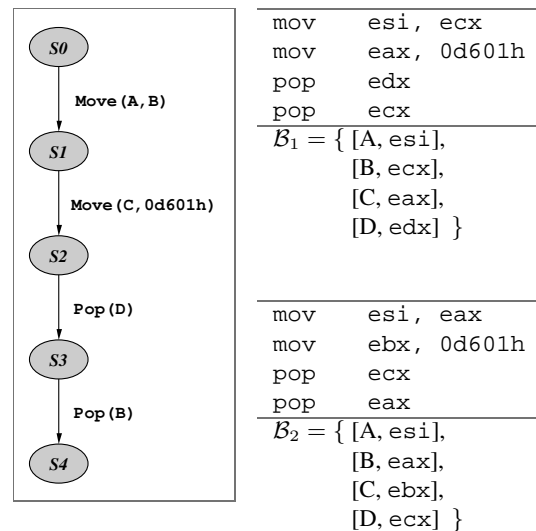 S0
Move(A,B)
S1
Move(C,0d601h)
S2
Pop(D)
S3
Pop(B)
S4
mov esi, ecx
mov eax, 0d601h
pop edx
pop ecx
ℬ₁ = { [A, esi],
[B, ecx],
[C, eax],
[D, edx] }
mov esi, eax
mov ebx, 0d601h
pop ecx
pop eax
ℬ₂ = { [A, esi],
[B, eax],
[C, ebx],
[D, ecx] }